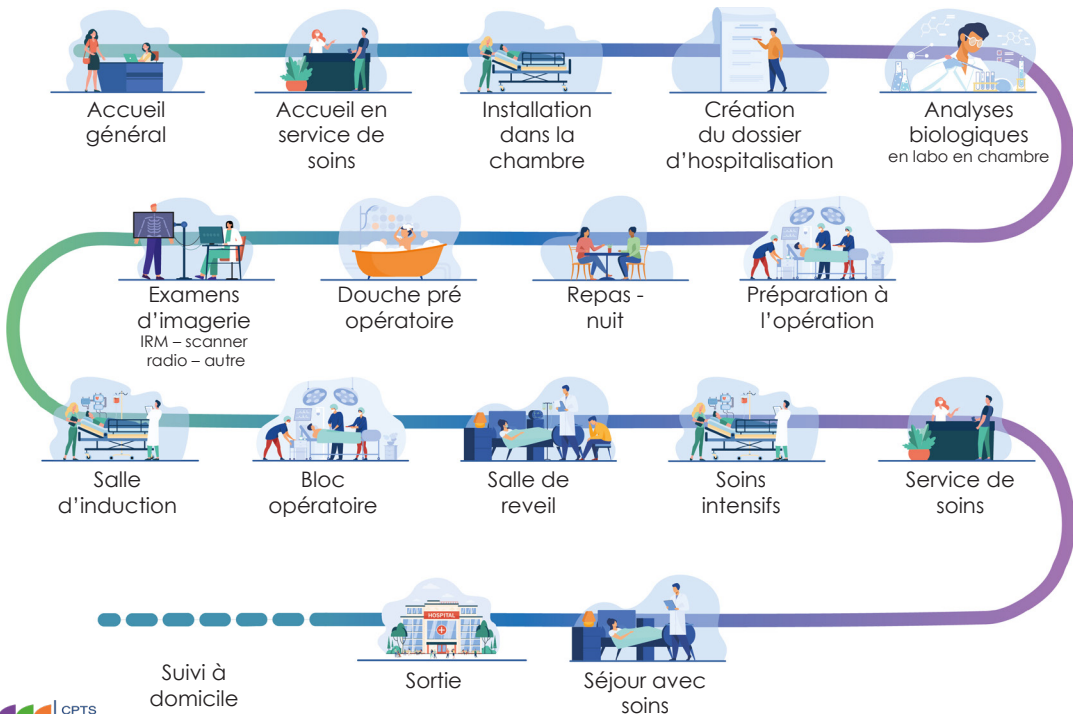 Accueil
général
Accueil en
service de
soins
Installation
dans la
chambre
Création
du dossier
d'hospitalisation
Analyses
biologiques
en labo en chambre
Examens
d'imagerie
IRM – scanner
radio – autre
Douche pré
opératoire
Repas -
nuit
Préparation à
l'opération
Salle
d'induction
Bloc
opératoire
Salle de
reveil
Soins
intensifs
Service de
soins
HOSPITAL
Suivi à
domicile
Sortie
Séjour avec
soins
CPTS